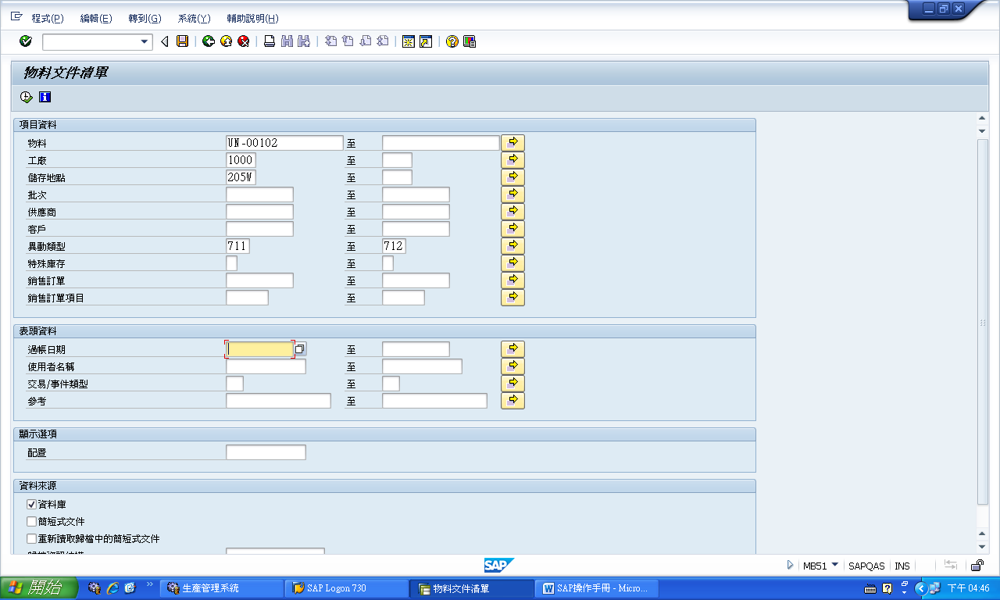 程式(P) 編輯(E) 轉到(G) 系統(Y) 輔助說明(H)
物料文件清單
項目資料
物料 UN-00102 至
工廠 1000 至
儲存地點 205W 至
批次 至
供應商 至
客戶 至
異動類型 711 至 712
特殊庫存 至
銷售訂單 至
銷售訂單項目 至
表頭資料
過帳日期 至
使用者名稱 至
交易/事件類型 至
參考 至
顯示選項
配置
資料來源
資料庫
簡短式文件
重新讀取歸檔中的簡短式文件
SAP MB51 SAPQAS INS
開始 生產管理系統 SAP Logon 730 物料文件清單 SAP操作手冊 - Micro... 下午 04:46